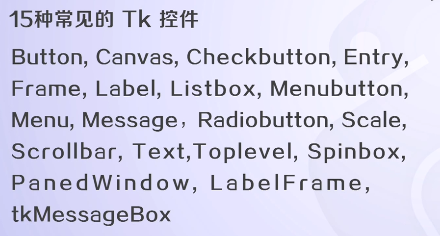 15种常见的 Tk 控件
Button, Canvas, Checkbutton, Entry,
Frame, Label, Listbox, Menubutton,
Menu, Message，Radiobutton, Scale,
Scrollbar, Text,Toplevel, Spinbox,
PanedWindow, LabelFrame,
tkMessageBox